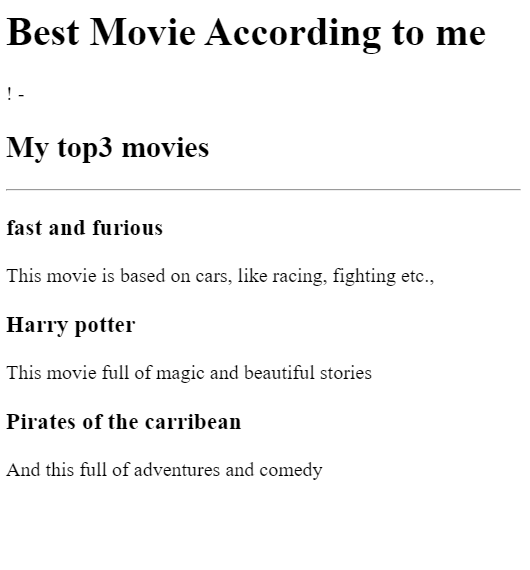 Best Movie According to me
! -
My top3 movies
fast and furious
This movie is based on cars, like racing, fighting etc.,
Harry potter
This movie full of magic and beautiful stories
Pirates of the carribean
And this full of adventures and comedy